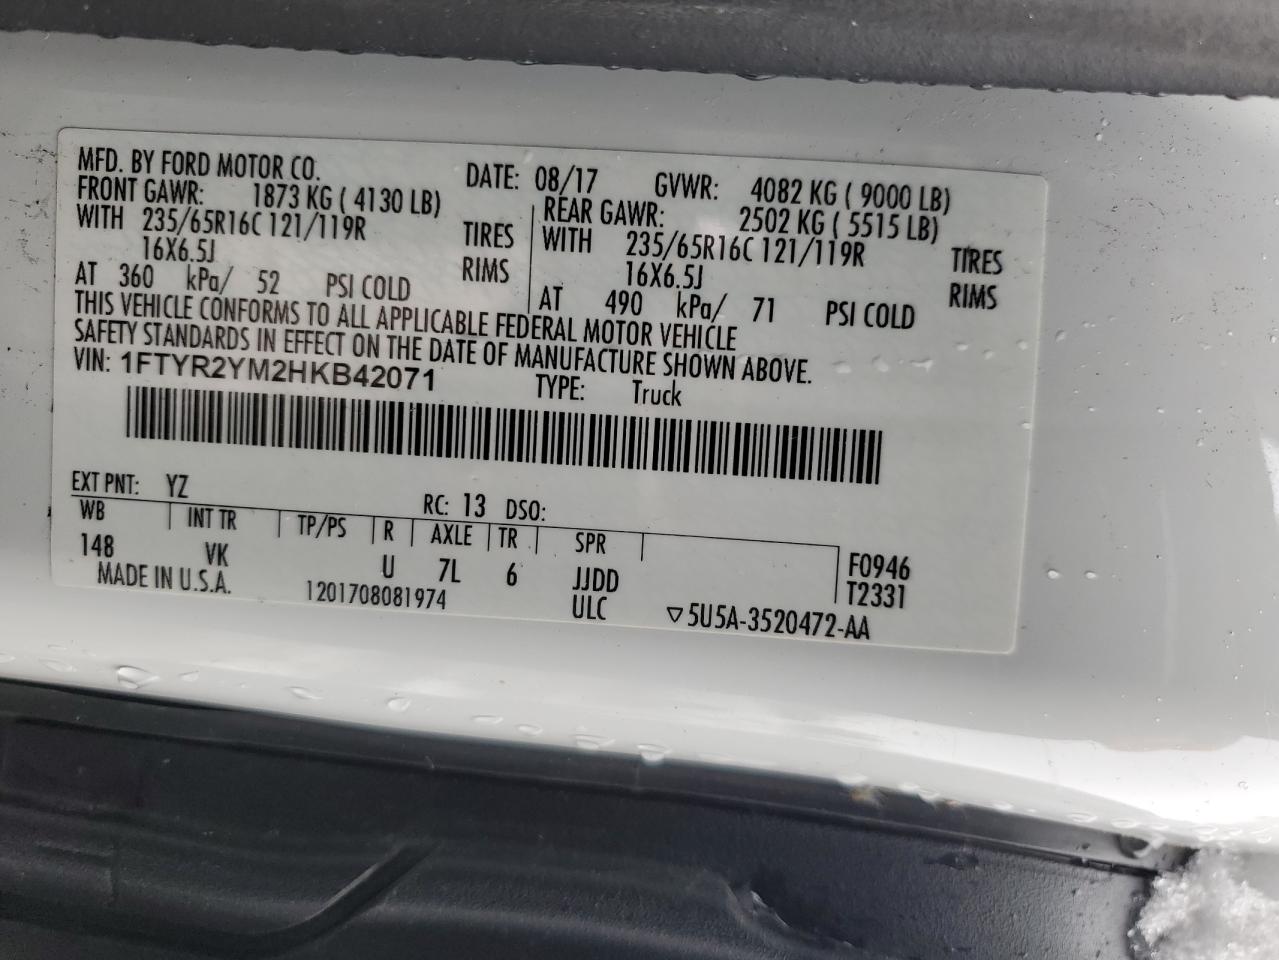 MFD. BY FORD MOTOR CO. DATE: 08/17 GVWR: 4082 KG ( 9000 LB)
FRONT GAWR: 1873 KG ( 4130 LB) REAR GAWR: 2502 KG ( 5515 LB)
WITH 235/65R16C 121/119R TIRES WITH 235/65R16C 121/119R TIRES
16X6.5J RIMS 16X6.5J RIMS
AT 360 kPa/ 52 PSI COLD AT 490 kPa/ 71 PSI COLD
THIS VEHICLE CONFORMS TO ALL APPLICABLE FEDERAL MOTOR VEHICLE
SAFETY STANDARDS IN EFFECT ON THE DATE OF MANUFACTURE SHOWN ABOVE.
VIN: 1FTYR2YM2HKB42071 TYPE: Truck
EXT PNT: YZ RC: 13 DSO:
WB INT TR TP/PS R AXLE TR SPR
148 VK U 7L 6 JJDD F0946
MADE IN U.S.A. 1201708081974 ULC T2331
▽5U5A-3520472-AA